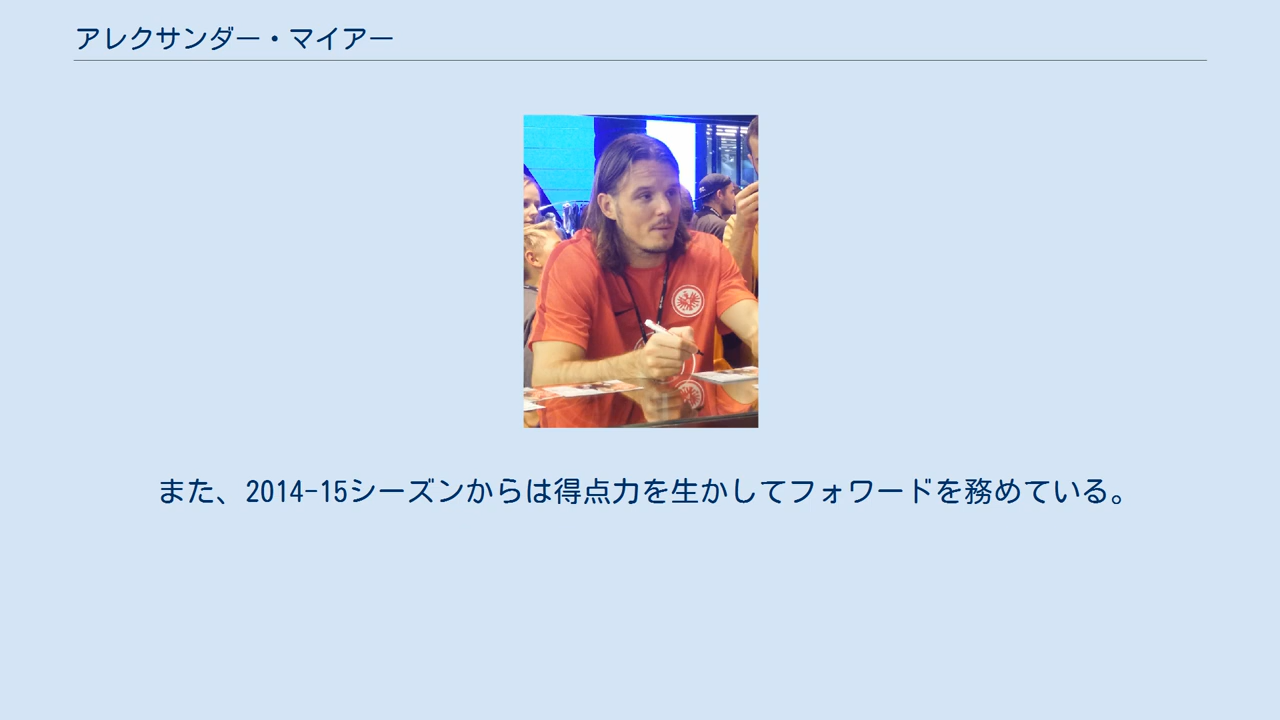 アレクサンダー・マイアー
また、2014-15シーズンからは得点力を生かしてフォワードを務めている。